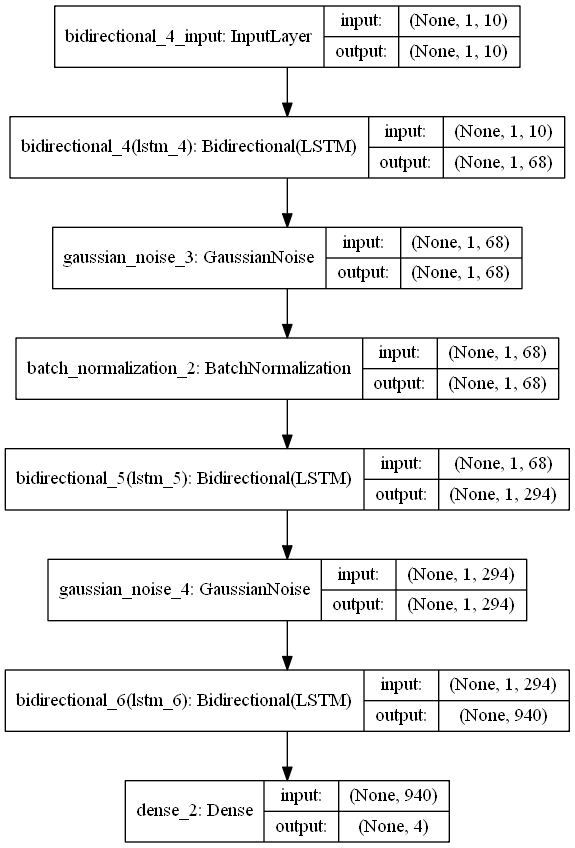 bidirectional_4_input: InputLayer
input: (None, 1, 10)
output: (None, 1, 10)
bidirectional_4(lstm_4): Bidirectional(LSTM)
input: (None, 1, 10)
output: (None, 1, 68)
gaussian_noise_3: GaussianNoise
input: (None, 1, 68)
output: (None, 1, 68)
batch_normalization_2: BatchNormalization
input: (None, 1, 68)
output: (None, 1, 68)
bidirectional_5(lstm_5): Bidirectional(LSTM)
input: (None, 1, 68)
output: (None, 1, 294)
gaussian_noise_4: GaussianNoise
input: (None, 1, 294)
output: (None, 1, 294)
bidirectional_6(lstm_6): Bidirectional(LSTM)
input: (None, 1, 294)
output: (None, 940)
dense_2: Dense
input: (None, 940)
output: (None, 4)